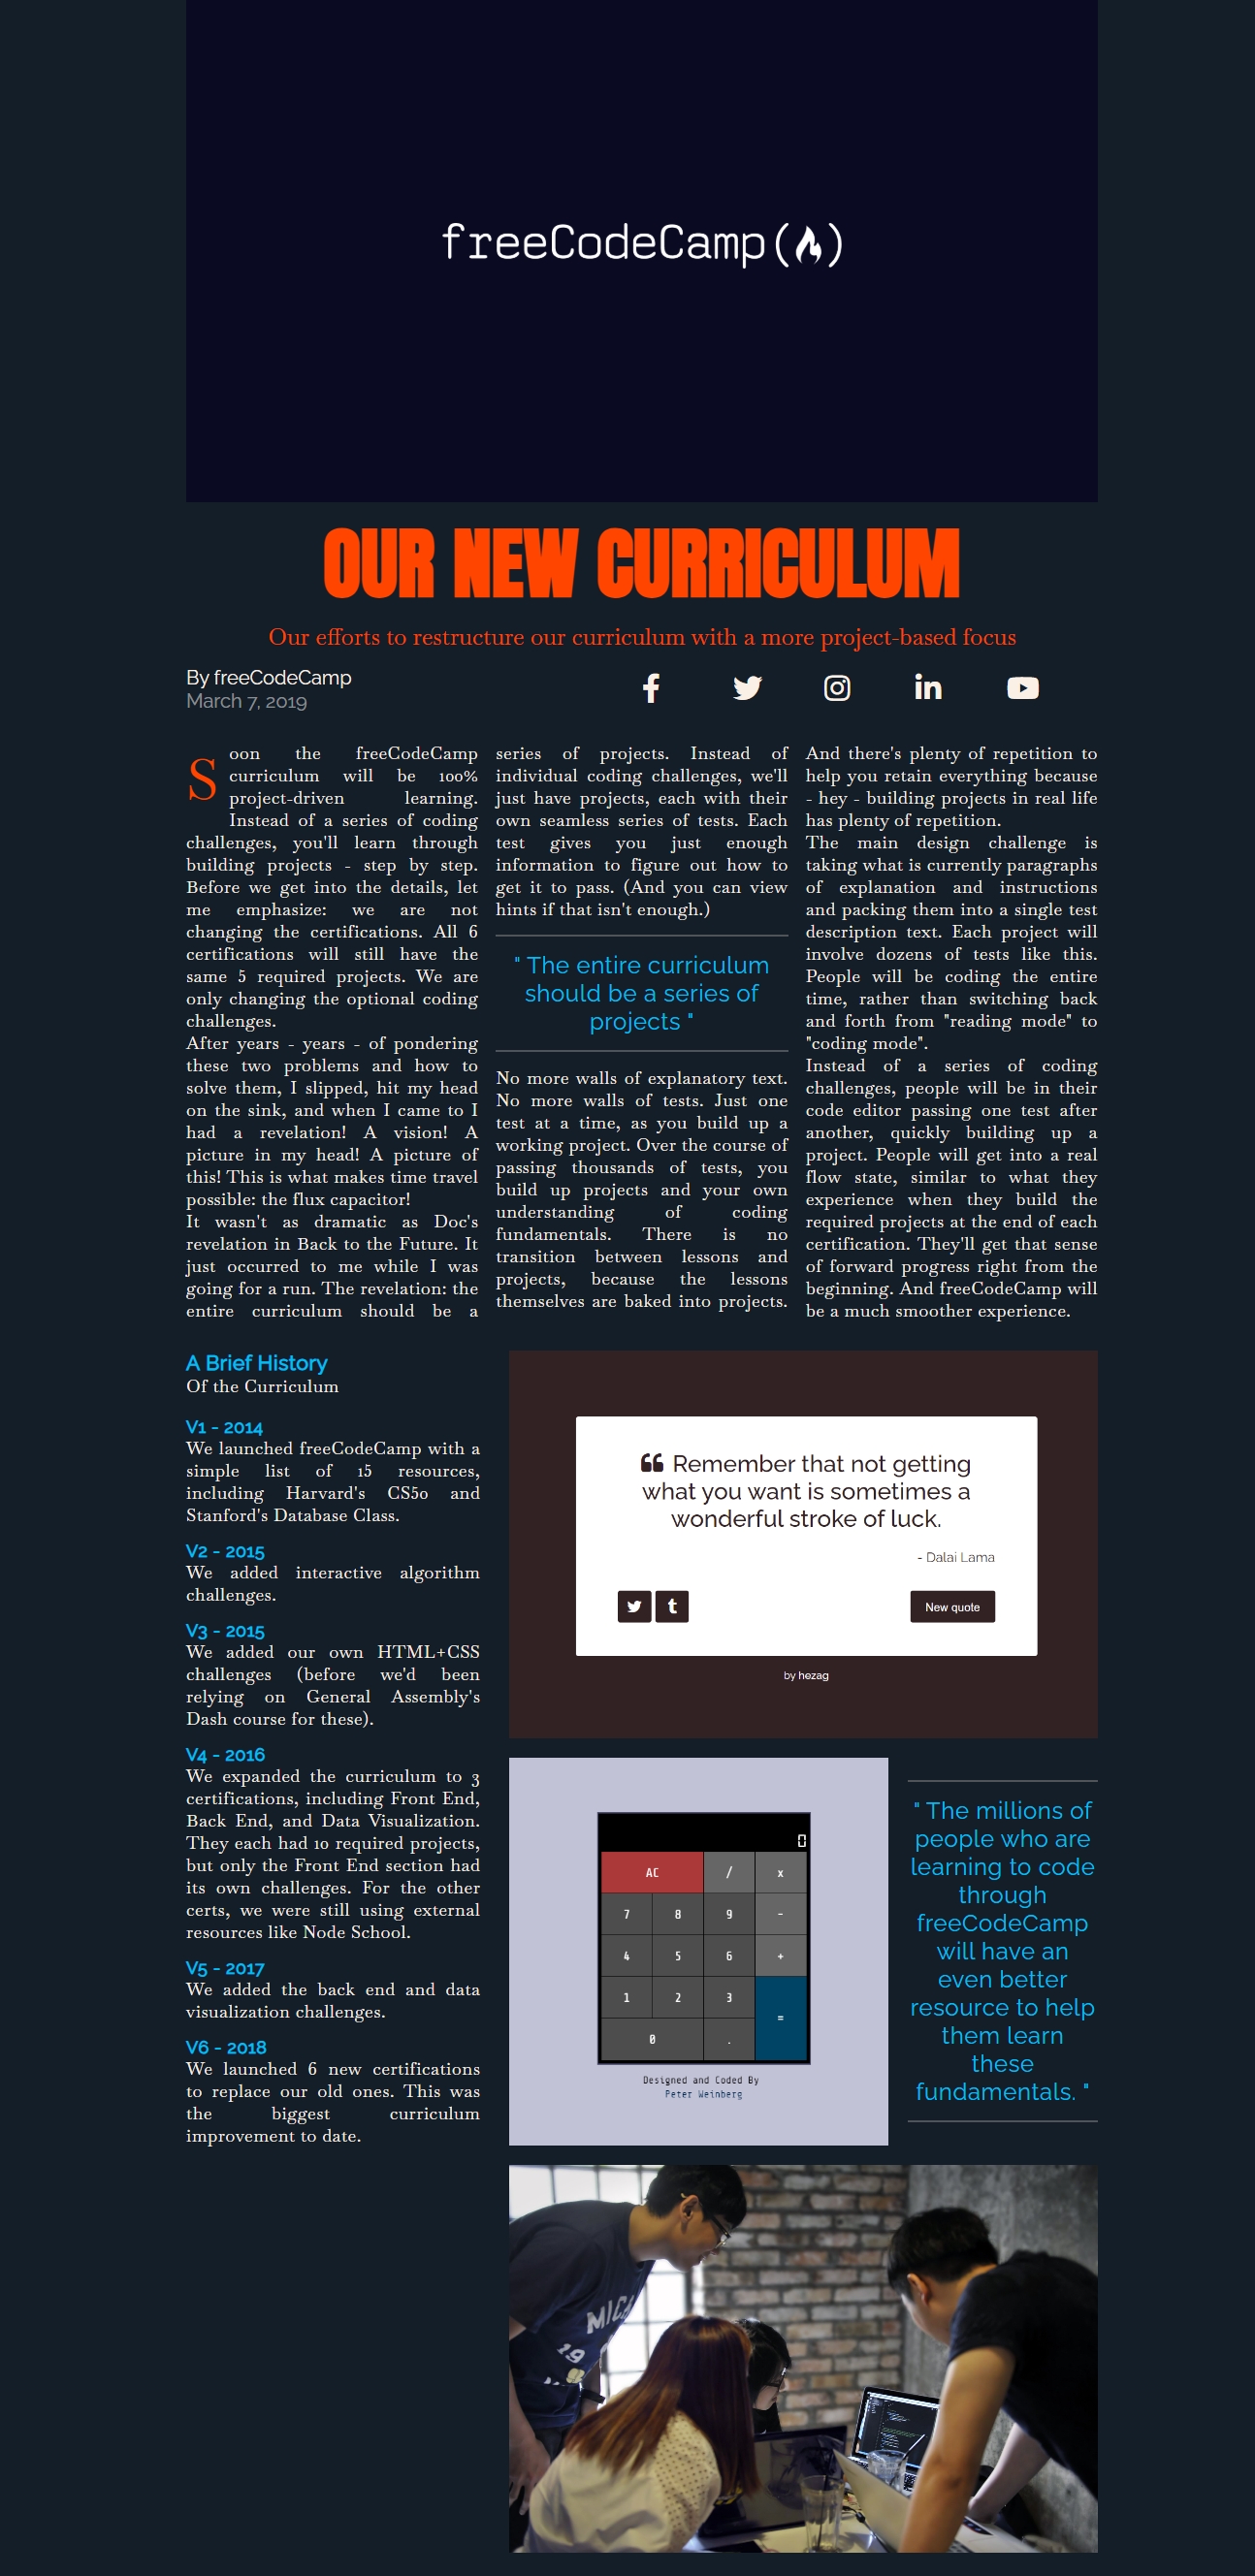 freeCodeCamp( )
OUR NEW CURRICULUM
Our efforts to restructure our curriculum with a more project-based focus
By freeCodeCamp
March 7, 2019
Soon the freeCodeCamp
curriculum will be 100%
project-driven learning.
Instead of a series of coding
challenges, you'll learn through
building projects - step by step.
Before we get into the details, let
me emphasize: we are not
changing the certifications. All 6
certifications will still have the
same 5 required projects. We are
only changing the optional coding
challenges.
After years - years - of pondering
these two problems and how to
solve them, I slipped, hit my head
on the sink, and when I came to I
had a revelation! A vision! A
picture in my head! A picture of
this! This is what makes time travel
possible: the flux capacitor!
It wasn't as dramatic as Doc's
revelation in Back to the Future. It
just occurred to me while I was
going for a run. The revelation: the
entire curriculum should be a
series of projects. Instead of
individual coding challenges, we'll
just have projects, each with their
own seamless series of tests. Each
test gives you just enough
information to figure out how to
get it to pass. (And you can view
hints if that isn't enough.)
" The entire curriculum
should be a series of
projects "
No more walls of explanatory text.
No more walls of tests. Just one
test at a time, as you build up a
working project. Over the course of
passing thousands of tests, you
build up projects and your own
understanding of coding
fundamentals. There is no
transition between lessons and
projects, because the lessons
themselves are baked into projects.
And there's plenty of repetition to
help you retain everything because
- hey - building projects in real life
has plenty of repetition.
The main design challenge is
taking what is currently paragraphs
of explanation and instructions
and packing them into a single test
description text. Each project will
involve dozens of tests like this.
People will be coding the entire
time, rather than switching back
and forth from "reading mode" to
"coding mode".
Instead of a series of coding
challenges, people will be in their
code editor passing one test after
another, quickly building up a
project. People will get into a real
flow state, similar to what they
experience when they build the
required projects at the end of each
certification. They'll get that sense
of forward progress right from the
beginning. And freeCodeCamp will
be a much smoother experience.
A Brief History
Of the Curriculum
V1 - 2014
We launched freeCodeCamp with a
simple list of 15 resources,
including Harvard's CS50 and
Stanford's Database Class.
V2 - 2015
We added interactive algorithm
challenges.
V3 - 2015
We added our own HTML+CSS
challenges (before we'd been
relying on General Assembly's
Dash course for these).
V4 - 2016
We expanded the curriculum to 3
certifications, including Front End,
Back End, and Data Visualization.
They each had 10 required projects,
but only the Front End section had
its own challenges. For the other
certs, we were still using external
resources like Node School.
V5 - 2017
We added the back end and data
visualization challenges.
V6 - 2018
We launched 6 new certifications
to replace our old ones. This was
the biggest curriculum
improvement to date.
❝ Remember that not getting
what you want is sometimes a
wonderful stroke of luck.
- Dalai Lama
New quote
by hezag
0
AC / x
7 8 9 -
4 5 6 +
1 2 3 =
0 .
Designed and Coded By
Peter Weinberg
" The millions of
people who are
learning to code
through
freeCodeCamp
will have an
even better
resource to help
them learn
these
fundamentals. "
19